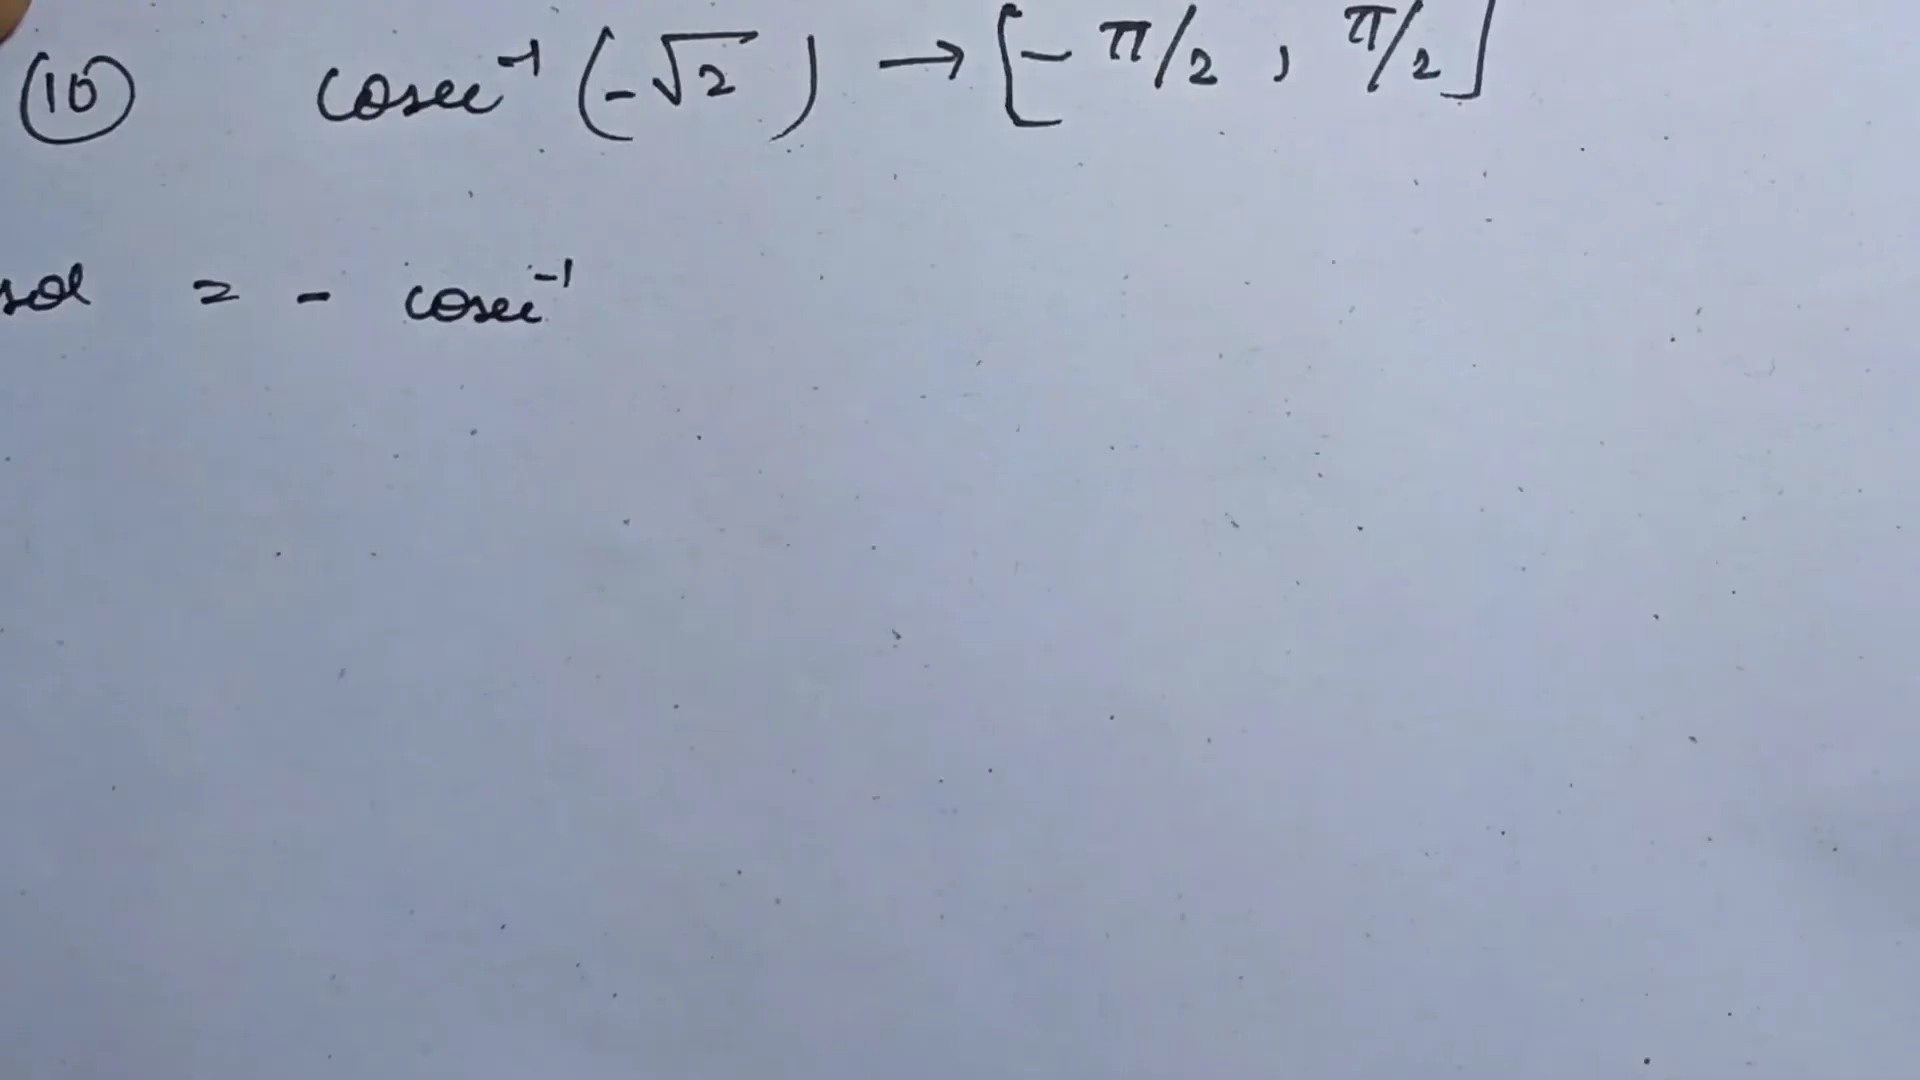 (10) cosec⁻¹ (-√2) → [- π/2 , π/2]
sol = - cosec⁻¹